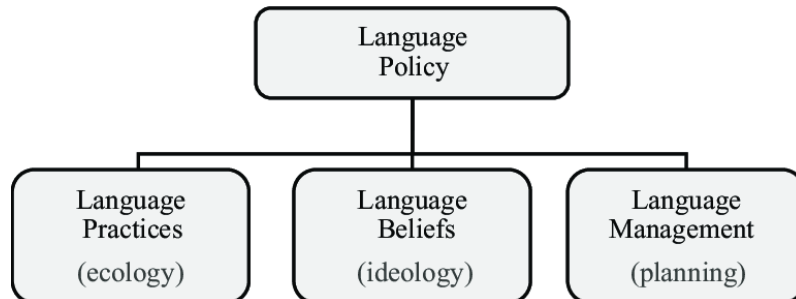 Language
Policy
Language
Practices
(ecology)
Language
Beliefs
(ideology)
Language
Management
(planning)